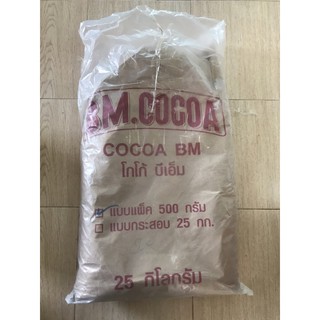 B.M.COCOA
COCOA BM
โกโก้ บีเอ็ม
แบบแพ็ค 500 กรัม
แบบกระสอบ 25 กก.
25 กิโลกรัม